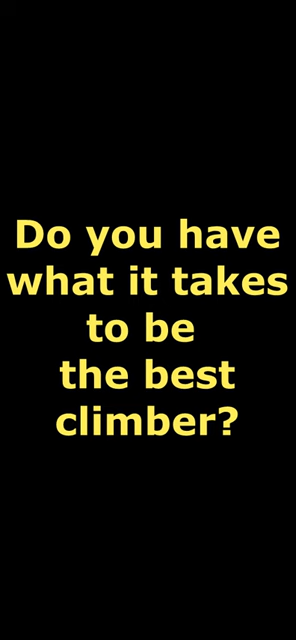 Do you have
what it takes
to be
the best
climber?